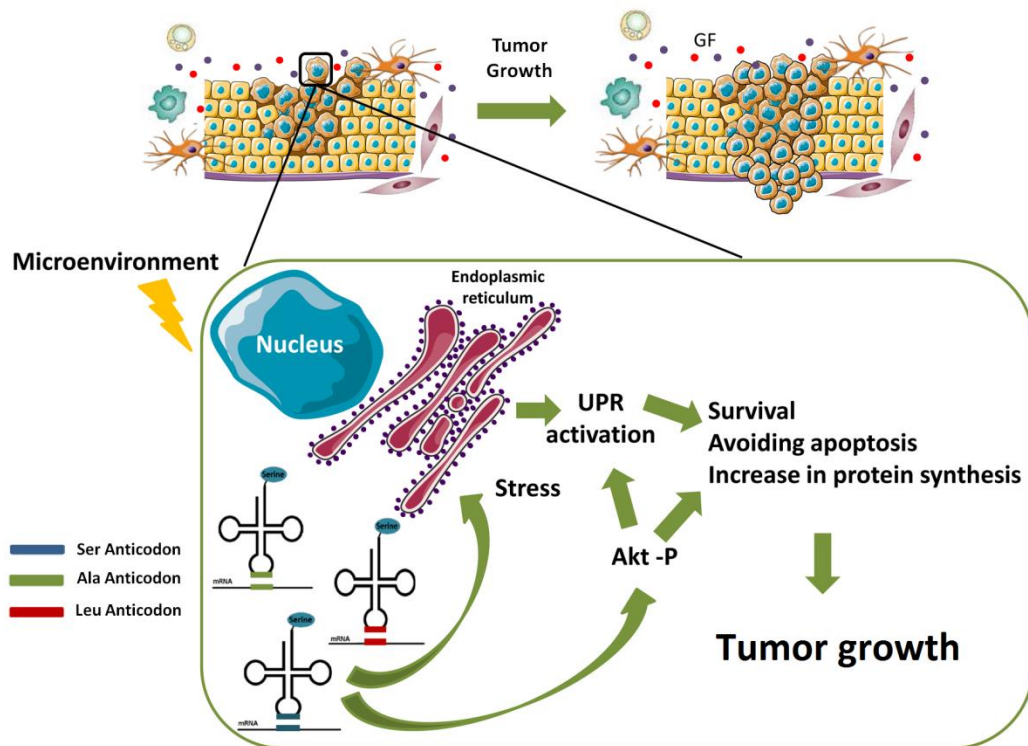 Tumor
Growth
GF
Microenvironment
Endoplasmic
reticulum
Nucleus
UPR
activation
Survival
Avoiding apoptosis
Increase in protein synthesis
Stress
Akt -P
Serine
mRNA
Serine
mRNA
Serine
mRNA
Ser Anticodon
Ala Anticodon
Leu Anticodon
Tumor growth